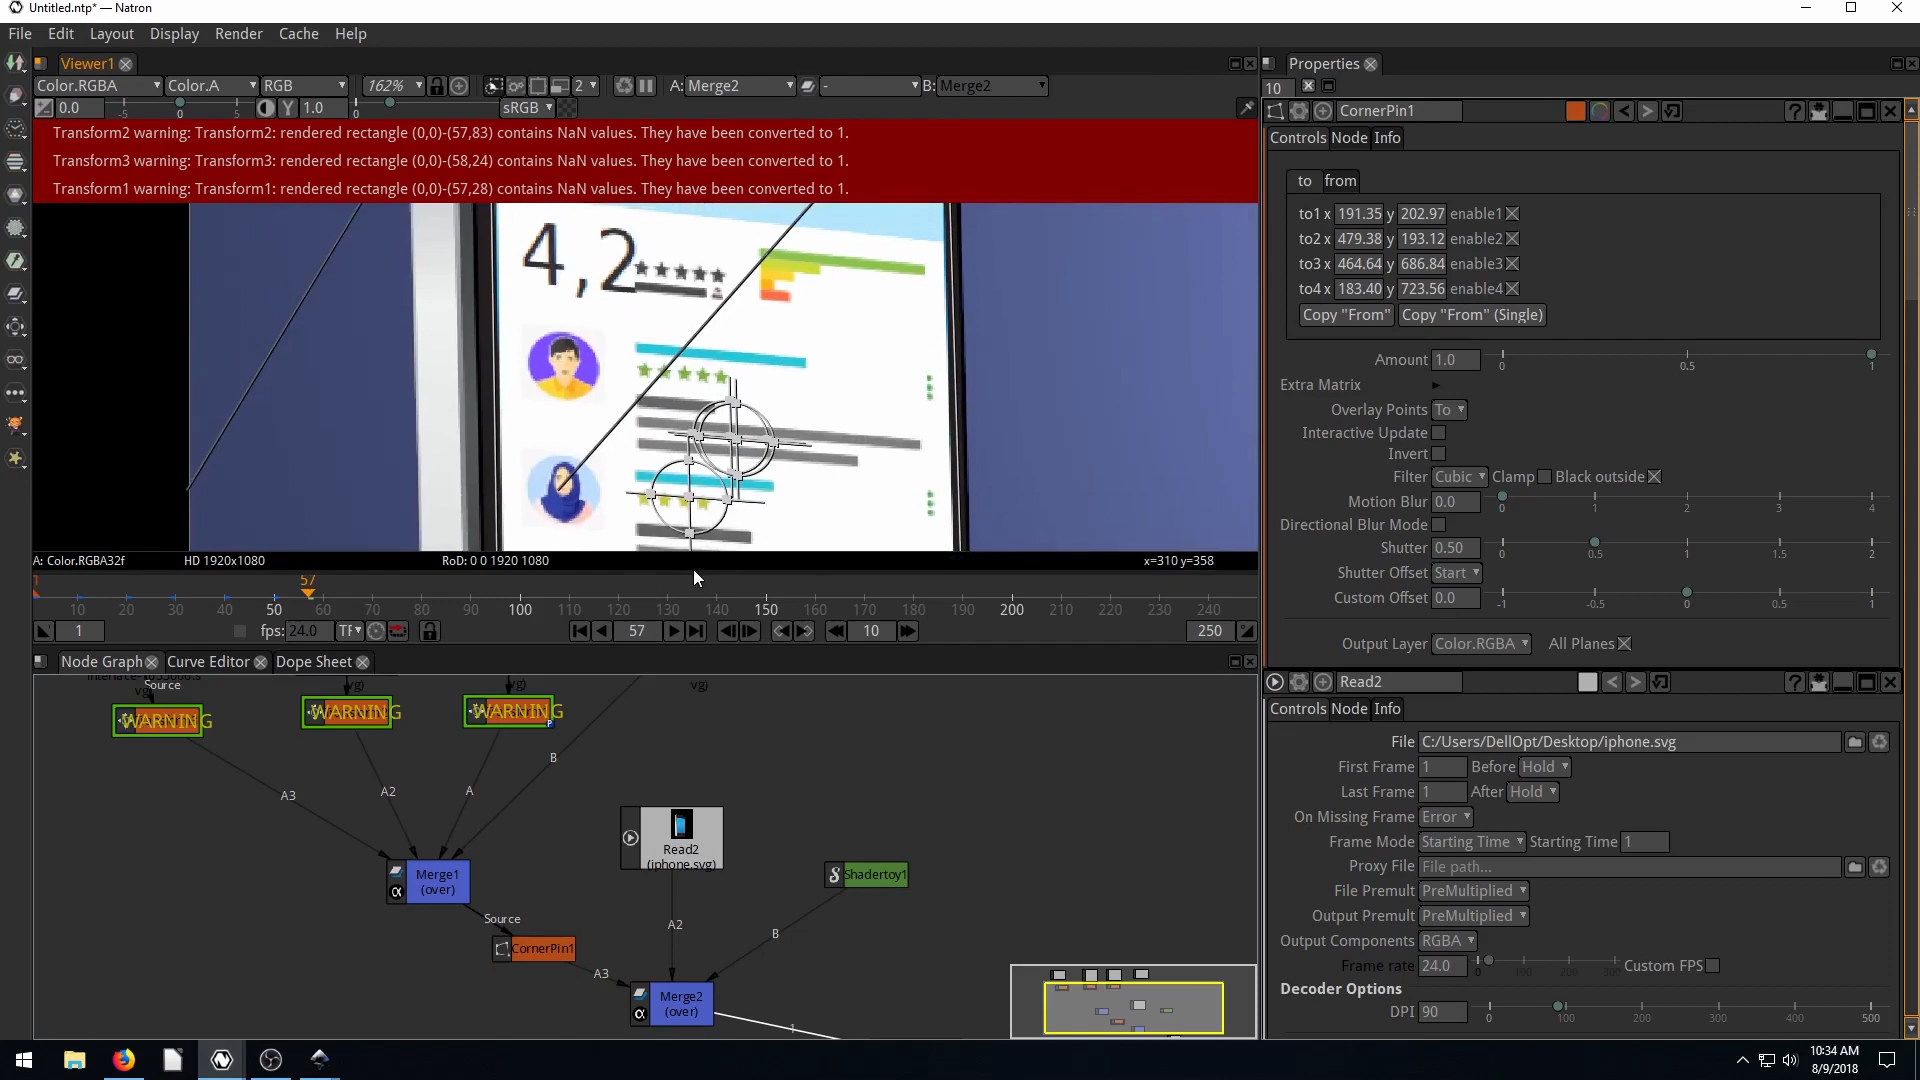 Untitled.ntp* — Natron
File Edit Layout Display Render Cache Help
Viewer1
Color.RGBA Color.A RGB 162% 2 A: Merge2 - B: Merge2
0.0 -5 0 5 Y 1.0 0 sRGB
Transform2 warning: Transform2: rendered rectangle (0,0)-(57,83) contains NaN values. They have been converted to 1.
Transform3 warning: Transform3: rendered rectangle (0,0)-(58,24) contains NaN values. They have been converted to 1.
Transform1 warning: Transform1: rendered rectangle (0,0)-(57,28) contains NaN values. They have been converted to 1.
4,2
A: Color.RGBA32f HD 1920x1080 RoD: 0 0 1920 1080 x=310 y=358
1 57
10 20 30 40 50 60 70 80 90 100 110 120 130 140 150 160 170 180 190 200 210 220 230 240
1 fps: 24.0 57 10 250
Node Graph Curve Editor Dope Sheet
Source vg) vg) vg)
WARNING WARNING WARNING
B
A3 A2 A
Read2
(iphone.svg)
Merge1
(over)
Shadertoy1
Source
A2 B
CornerPin1
A3
Merge2
(over)
1
Properties
10
CornerPin1
Controls Node Info
to from
to1 x 191.35 y 202.97 enable1
to2 x 479.38 y 193.12 enable2
to3 x 464.64 y 686.84 enable3
to4 x 183.40 y 723.56 enable4
Copy "From" Copy "From" (Single)
Amount 1.0 0 0.5 1
Extra Matrix
Overlay Points To
Interactive Update
Invert
Filter Cubic Clamp Black outside
Motion Blur 0.0 0 1 2 3 4
Directional Blur Mode
Shutter 0.50 0 0.5 1 1.5 2
Shutter Offset Start
Custom Offset 0.0 -1 -0.5 0 0.5 1
Output Layer Color.RGBA All Planes
Read2
Controls Node Info
File C:/Users/DellOpt/Desktop/iphone.svg
First Frame 1 Before Hold
Last Frame 1 After Hold
On Missing Frame Error
Frame Mode Starting Time Starting Time 1
Proxy File File path...
File Premult PreMultiplied
Output Premult PreMultiplied
Output Components RGBA
Frame rate 24.0 0 100 200 300 Custom FPS
Decoder Options
DPI 90 0 100 200 300 400 500
10:34 AM
8/9/2018